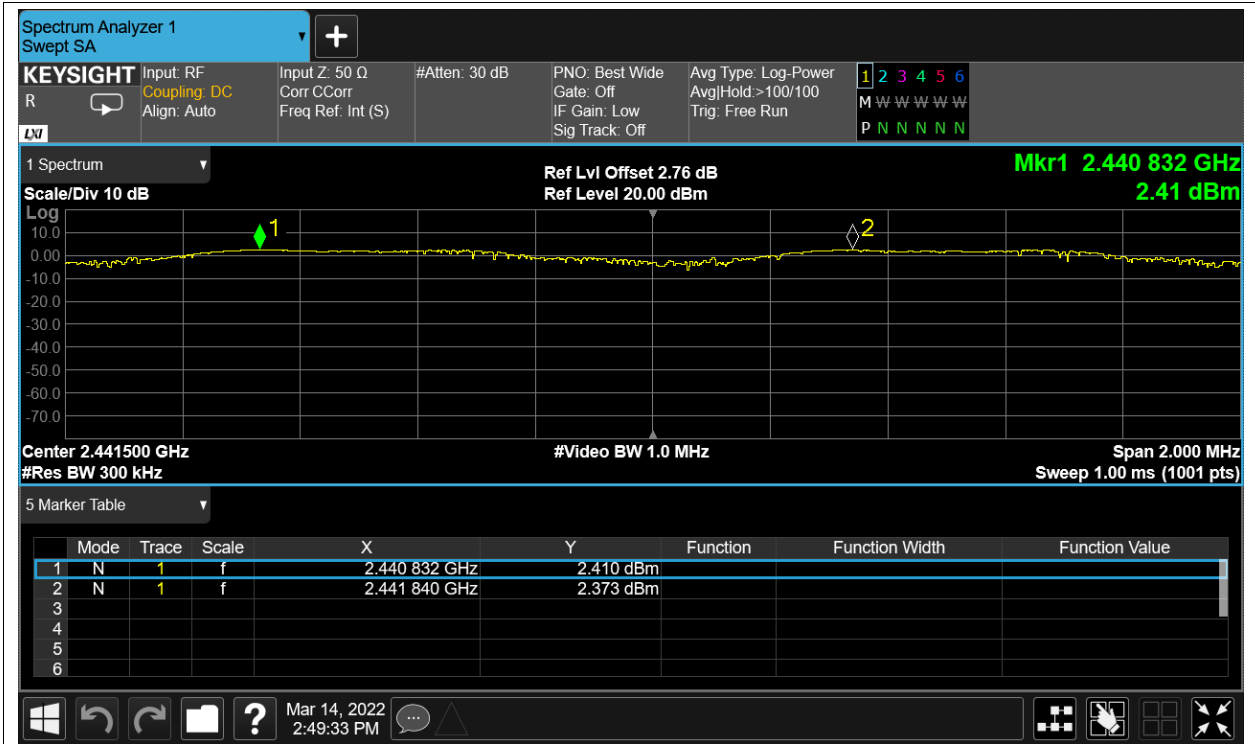 Spectrum Analyzer 1
Swept SA
KEYSIGHT
R
LXI
Input: RF
Coupling: DC
Align: Auto
Input Z: 50 Ω
Corr CCorr
Freq Ref: Int (S)
#Atten: 30 dB
PNO: Best Wide
Gate: Off
IF Gain: Low
Sig Track: Off
Avg Type: Log-Power
Avg|Hold:>100/100
Trig: Free Run
1 2 3 4 5 6
M W W W W W
P N N N N N
1 Spectrum
Scale/Div 10 dB
Ref Lvl Offset 2.76 dB
Ref Level 20.00 dBm
Mkr1 2.440 832 GHz
2.41 dBm
Log
10.0
0.00
-10.0
-20.0
-30.0
-40.0
-50.0
-60.0
-70.0
1
2
Center 2.441500 GHz
#Res BW 300 kHz
#Video BW 1.0 MHz
Span 2.000 MHz
Sweep 1.00 ms (1001 pts)
5 Marker Table
Mode Trace Scale X Y Function Function Width Function Value
1 N 1 f 2.440 832 GHz 2.410 dBm
2 N 1 f 2.441 840 GHz 2.373 dBm
3
4
5
6
?
Mar 14, 2022
2:49:33 PM